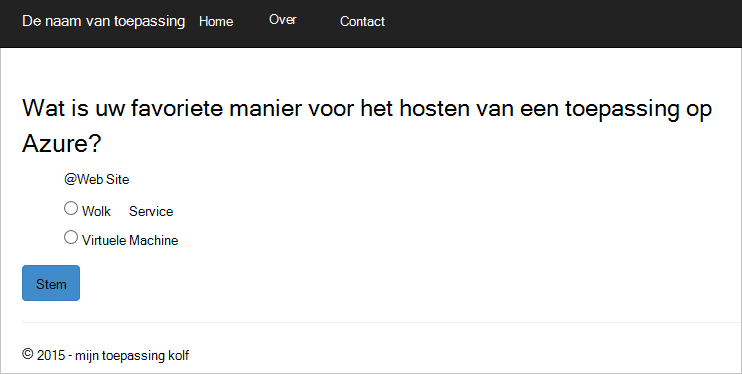 De naam van toepassing Home Over Contact
Wat is uw favoriete manier voor het hosten van een toepassing op
Azure?
@Web Site
Wolk Service
Virtuele Machine
Stem
© 2015 - mijn toepassing kolf